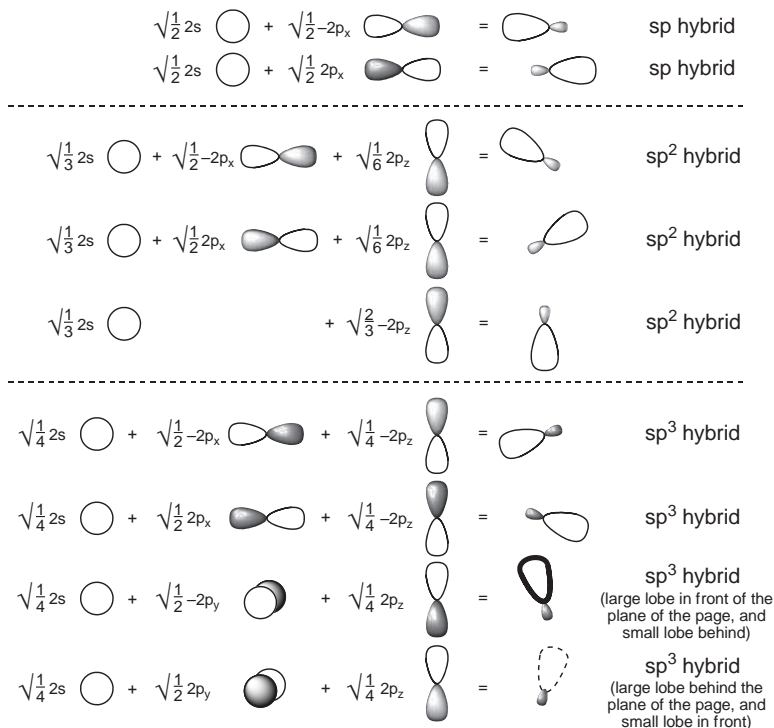 √1/2 2s + √1/2 –2pₓ = sp hybrid
√1/2 2s + √1/2 2pₓ = sp hybrid
√1/3 2s + √1/2 –2pₓ + √1/6 2p_z = sp² hybrid
√1/3 2s + √1/2 2pₓ + √1/6 2p_z = sp² hybrid
√1/3 2s + √2/3 –2p_z = sp² hybrid
√1/4 2s + √1/2 –2pₓ + √1/4 –2p_z = sp³ hybrid
√1/4 2s + √1/2 2pₓ + √1/4 –2p_z = sp³ hybrid
√1/4 2s + √1/2 –2p_y + √1/4 2p_z = sp³ hybrid
(large lobe in front of the
plane of the page, and
small lobe behind)
√1/4 2s + √1/2 2p_y + √1/4 2p_z = sp³ hybrid
(large lobe behind the
plane of the page, and
small lobe in front)